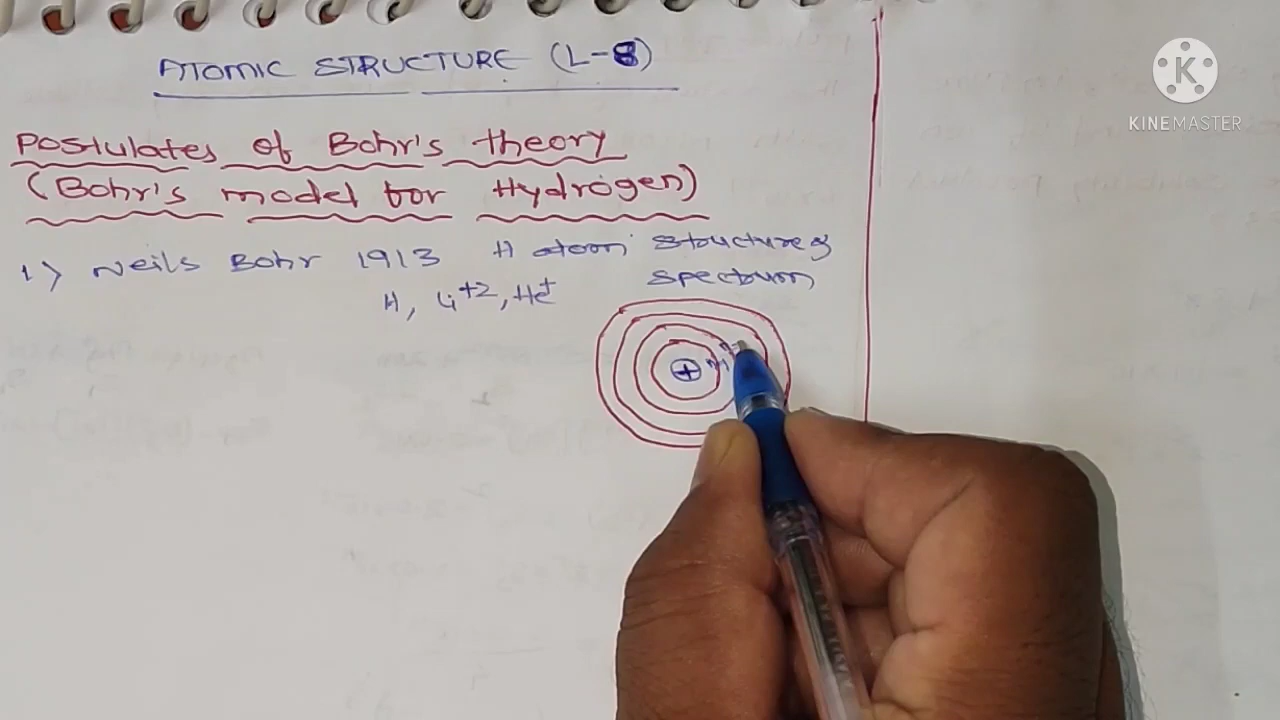 ATOMIC STRUCTURE (L-8)
Postulates of Bohr's theory
(Bohr's model for Hydrogen)
1) Neils Bohr 1913 H atom structure &
spectrum
H, Li+2, He+
+
KINEMASTER